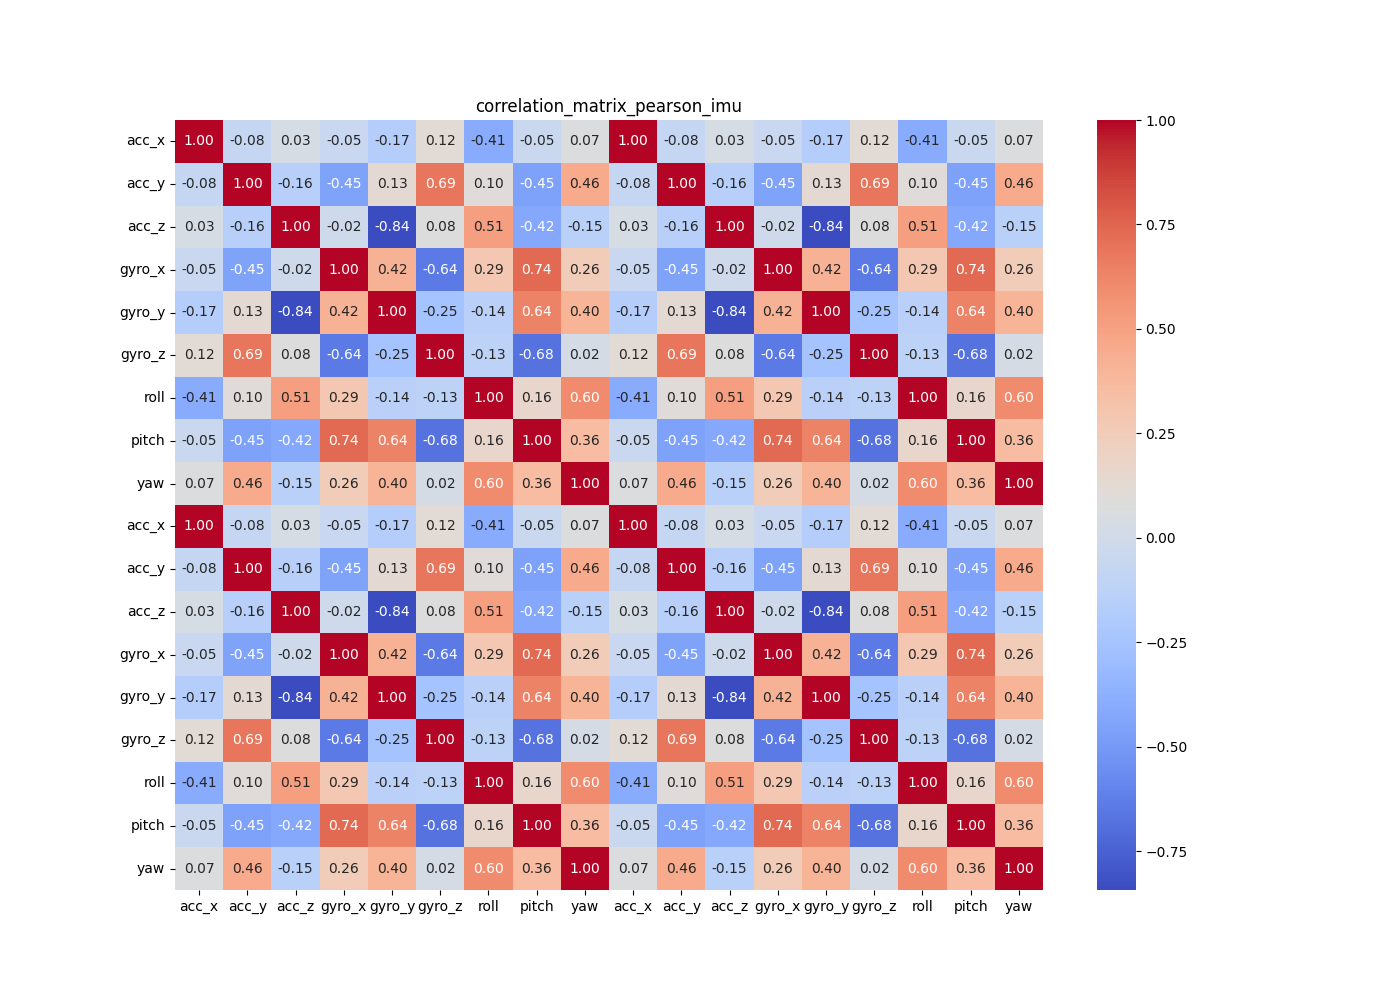 correlation_matrix_pearson_imu
acc_x 1.00 -0.08 0.03 -0.05 -0.17 0.12 -0.41 -0.05 0.07 1.00 -0.08 0.03 -0.05 -0.17 0.12 -0.41 -0.05 0.07
acc_y -0.08 1.00 -0.16 -0.45 0.13 0.69 0.10 -0.45 0.46 -0.08 1.00 -0.16 -0.45 0.13 0.69 0.10 -0.45 0.46
acc_z 0.03 -0.16 1.00 -0.02 -0.84 0.08 0.51 -0.42 -0.15 0.03 -0.16 1.00 -0.02 -0.84 0.08 0.51 -0.42 -0.15
gyro_x -0.05 -0.45 -0.02 1.00 0.42 -0.64 0.29 0.74 0.26 -0.05 -0.45 -0.02 1.00 0.42 -0.64 0.29 0.74 0.26
gyro_y -0.17 0.13 -0.84 0.42 1.00 -0.25 -0.14 0.64 0.40 -0.17 0.13 -0.84 0.42 1.00 -0.25 -0.14 0.64 0.40
gyro_z 0.12 0.69 0.08 -0.64 -0.25 1.00 -0.13 -0.68 0.02 0.12 0.69 0.08 -0.64 -0.25 1.00 -0.13 -0.68 0.02
roll -0.41 0.10 0.51 0.29 -0.14 -0.13 1.00 0.16 0.60 -0.41 0.10 0.51 0.29 -0.14 -0.13 1.00 0.16 0.60
pitch -0.05 -0.45 -0.42 0.74 0.64 -0.68 0.16 1.00 0.36 -0.05 -0.45 -0.42 0.74 0.64 -0.68 0.16 1.00 0.36
yaw 0.07 0.46 -0.15 0.26 0.40 0.02 0.60 0.36 1.00 0.07 0.46 -0.15 0.26 0.40 0.02 0.60 0.36 1.00
acc_x 1.00 -0.08 0.03 -0.05 -0.17 0.12 -0.41 -0.05 0.07 1.00 -0.08 0.03 -0.05 -0.17 0.12 -0.41 -0.05 0.07
acc_y -0.08 1.00 -0.16 -0.45 0.13 0.69 0.10 -0.45 0.46 -0.08 1.00 -0.16 -0.45 0.13 0.69 0.10 -0.45 0.46
acc_z 0.03 -0.16 1.00 -0.02 -0.84 0.08 0.51 -0.42 -0.15 0.03 -0.16 1.00 -0.02 -0.84 0.08 0.51 -0.42 -0.15
gyro_x -0.05 -0.45 -0.02 1.00 0.42 -0.64 0.29 0.74 0.26 -0.05 -0.45 -0.02 1.00 0.42 -0.64 0.29 0.74 0.26
gyro_y -0.17 0.13 -0.84 0.42 1.00 -0.25 -0.14 0.64 0.40 -0.17 0.13 -0.84 0.42 1.00 -0.25 -0.14 0.64 0.40
gyro_z 0.12 0.69 0.08 -0.64 -0.25 1.00 -0.13 -0.68 0.02 0.12 0.69 0.08 -0.64 -0.25 1.00 -0.13 -0.68 0.02
roll -0.41 0.10 0.51 0.29 -0.14 -0.13 1.00 0.16 0.60 -0.41 0.10 0.51 0.29 -0.14 -0.13 1.00 0.16 0.60
pitch -0.05 -0.45 -0.42 0.74 0.64 -0.68 0.16 1.00 0.36 -0.05 -0.45 -0.42 0.74 0.64 -0.68 0.16 1.00 0.36
yaw 0.07 0.46 -0.15 0.26 0.40 0.02 0.60 0.36 1.00 0.07 0.46 -0.15 0.26 0.40 0.02 0.60 0.36 1.00
acc_x acc_y acc_z gyro_x gyro_y gyro_z roll pitch yaw acc_x acc_y acc_z gyro_x gyro_y gyro_z roll pitch yaw
1.00
0.75
0.50
0.25
0.00
−0.25
−0.50
−0.75